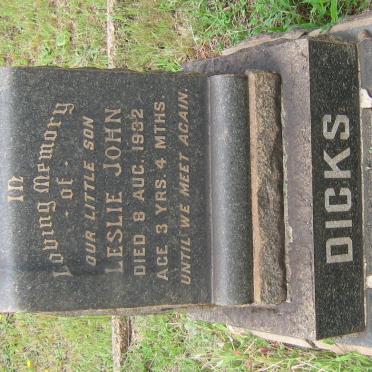 In
Loving Memory
- of -
OUR LITTLE SON
LESLIE JOHN
DIED 8 AUG. 1932
AGE 3 YRS. 4 MTHS.
UNTIL WE MEET AGAIN.
DICKS